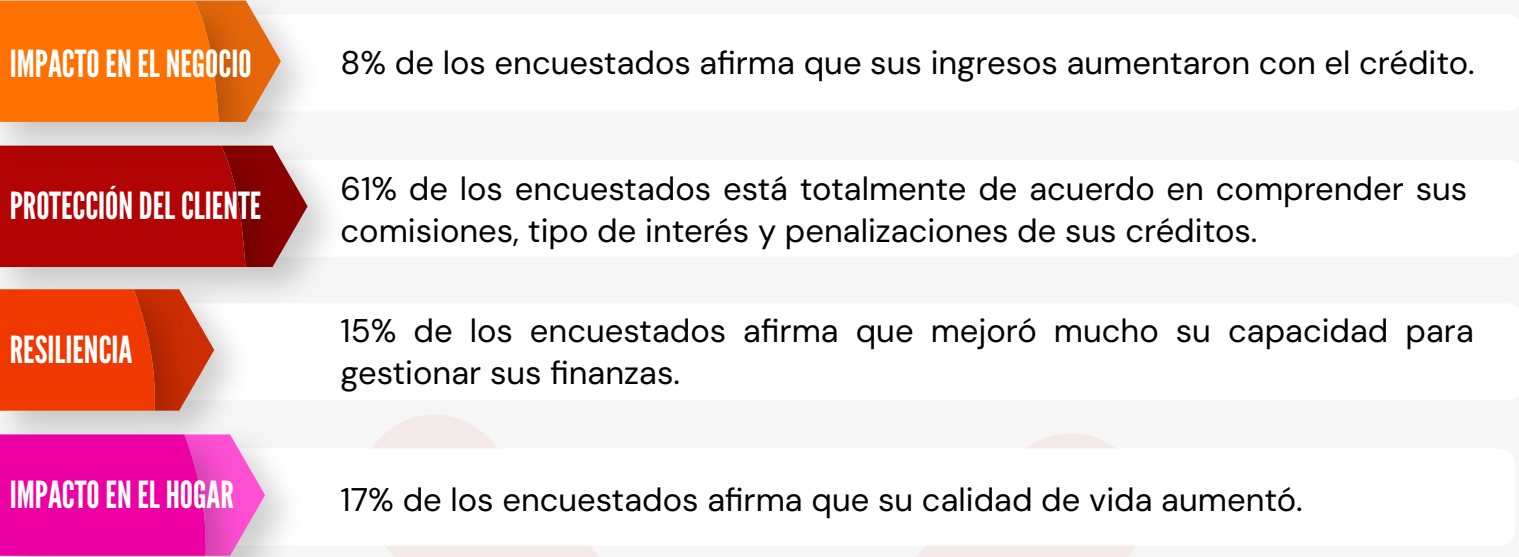 IMPACTO EN EL NEGOCIO
8% de los encuestados afirma que sus ingresos aumentaron con el crédito.
PROTECCIÓN DEL CLIENTE
61% de los encuestados está totalmente de acuerdo en comprender sus
comisiones, tipo de interés y penalizaciones de sus créditos.
RESILIENCIA
15% de los encuestados afirma que mejoró mucho su capacidad para
gestionar sus finanzas.
IMPACTO EN EL HOGAR
17% de los encuestados afirma que su calidad de vida aumentó.